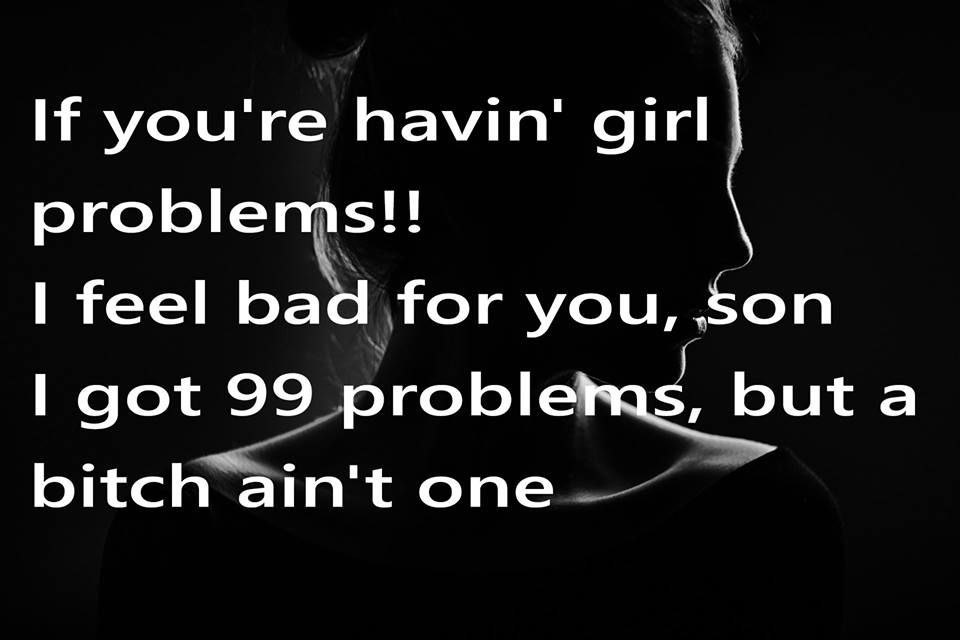 If you're havin' girl
problems!!
I feel bad for you, son
I got 99 problems, but a
bitch ain't one